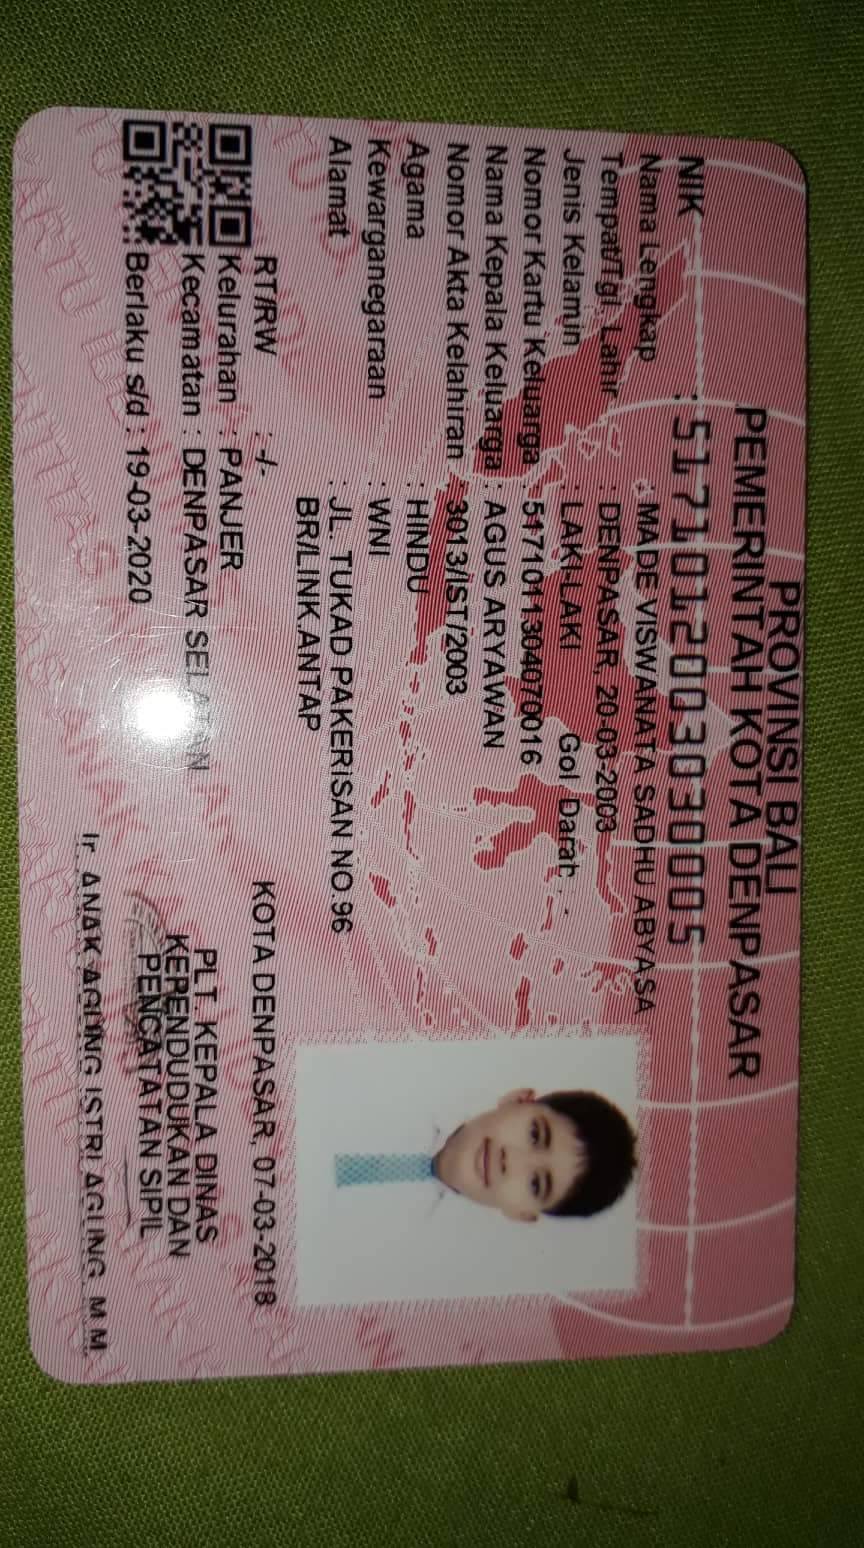 PROVINSI BALI
PEMERINTAH KOTA DENPASAR
NIK : 5171012003030005
Nama Lengkap : MADE VISWANATA SADHU ABYASA
Tempat/Tgl. Lahir : DENPASAR, 20-03-2003
Jenis Kelamin : LAKI-LAKI Gol Darah : -
Nomor Kartu Keluarga : 5171011304070016
Nama Kepala Keluarga : AGUS ARYAWAN
Nomor Akta Kelahiran : 3013/IST/2003
Agama : HINDU
Kewarganegaraan : WNI
Alamat : JL. TUKAD PAKERISAN NO.96
BR/LINK.ANTAP
RT/RW : -/-
Kelurahan : PANJER
Kecamatan : DENPASAR SELATAN
Berlaku s/d : 19-03-2020
KOTA DENPASAR, 07-03-2018
PLT. KEPALA DINAS
KEPENDUDUKAN DAN
PENCATATAN SIPIL
Ir. ANAK AGUNG ISTRI AGUNG, M.M.